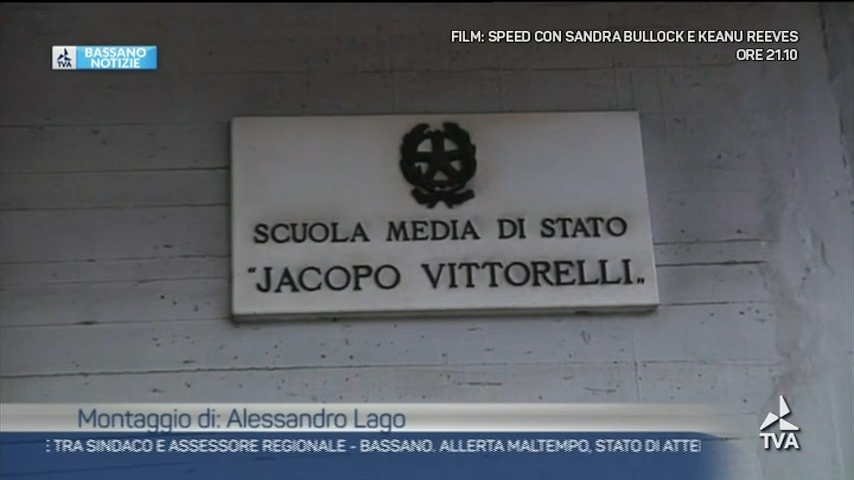 FILM: SPEED CON SANDRA BULLOCK E KEANU REEVES
ORE 21.10
BASSANO
NOTIZIE
TVA
SCUOLA MEDIA DI STATO
"JACOPO VITTORELLI"
Montaggio di: Alessandro Lago
E TRA SINDACO E ASSESSORE REGIONALE - BASSANO. ALLERTA MALTEMPO, STATO DI ATTE
TVA